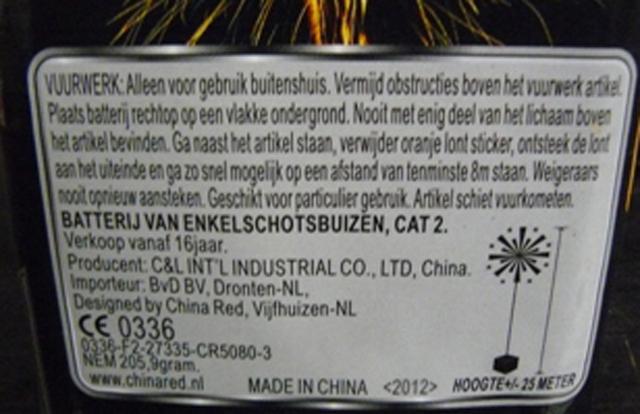 VUURWERK: Alleen voor gebruik buitenshuis. Vermijd obstructies boven het vuurwerk artikel.
Plaats batterij rechtop op een vlakke ondergrond. Nooit met enig deel van het lichaam boven
het artikel bevinden. Ga naast het artikel staan, verwijder oranje lont sticker, ontsteek de lont
aan het uiteinde en ga zo snel mogelijk op een afstand van tenminste 8m staan. Weigeraars
nooit opnieuw aansteken. Geschikt voor particulier gebruik. Artikel schiet vuurkometen.
BATTERIJ VAN ENKELSCHOTSBUIZEN, CAT 2.
Verkoop vanaf 16jaar.
Producent: C&L INT'L INDUSTRIAL CO., LTD, China.
Importeur: BvD BV, Dronten-NL,
Designed by China Red, Vijfhuizen-NL
CE 0336
0336-F2-27335-CR5080-3
NEM 205,9gram.
www.chinared.nl MADE IN CHINA <2012> HOOGTE+/- 25 METER